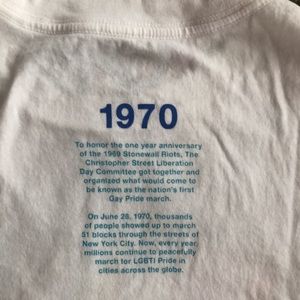 1970
To honor the one year anniversary
of the 1969 Stonewall Riots, The
Christopher Street Liberation
Day Committee got together and
organized what would come to
be known as the nation's first
Gay Pride march.
On June 28, 1970, thousands
of people showed up to march
51 blocks through the streets of
New York City. Now, every year,
millions continue to peacefully
march for LGBTI Pride in
cities across the globe.